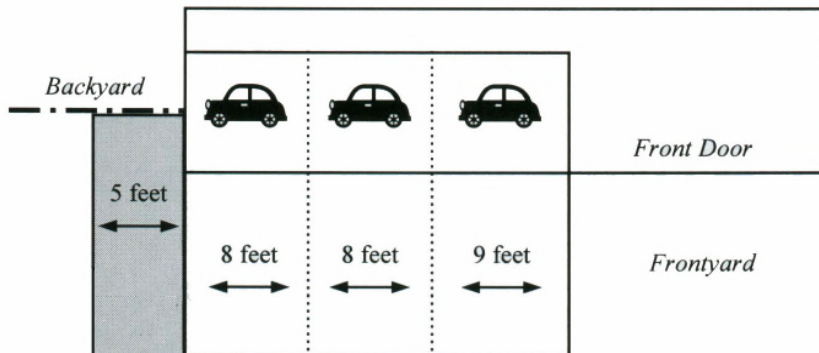 Backyard
Front Door
5 feet
8 feet
8 feet
9 feet
Frontyard